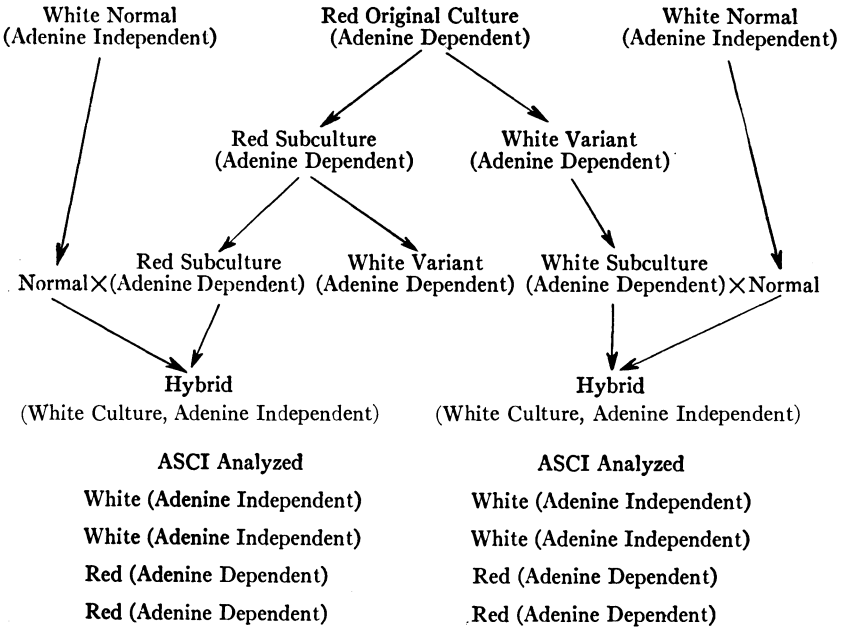 White Normal
(Adenine Independent)
Red Original Culture
(Adenine Dependent)
White Normal
(Adenine Independent)
Red Subculture
(Adenine Dependent)
White Variant
(Adenine Dependent)
Red Subculture
Normal×(Adenine Dependent)
White Variant
(Adenine Dependent)
White Subculture
(Adenine Dependent)×Normal
Hybrid
(White Culture, Adenine Independent)
Hybrid
(White Culture, Adenine Independent)
ASCI Analyzed
White (Adenine Independent)
White (Adenine Independent)
Red (Adenine Dependent)
Red (Adenine Dependent)
ASCI Analyzed
White (Adenine Independent)
White (Adenine Independent)
Red (Adenine Dependent)
Red (Adenine Dependent)